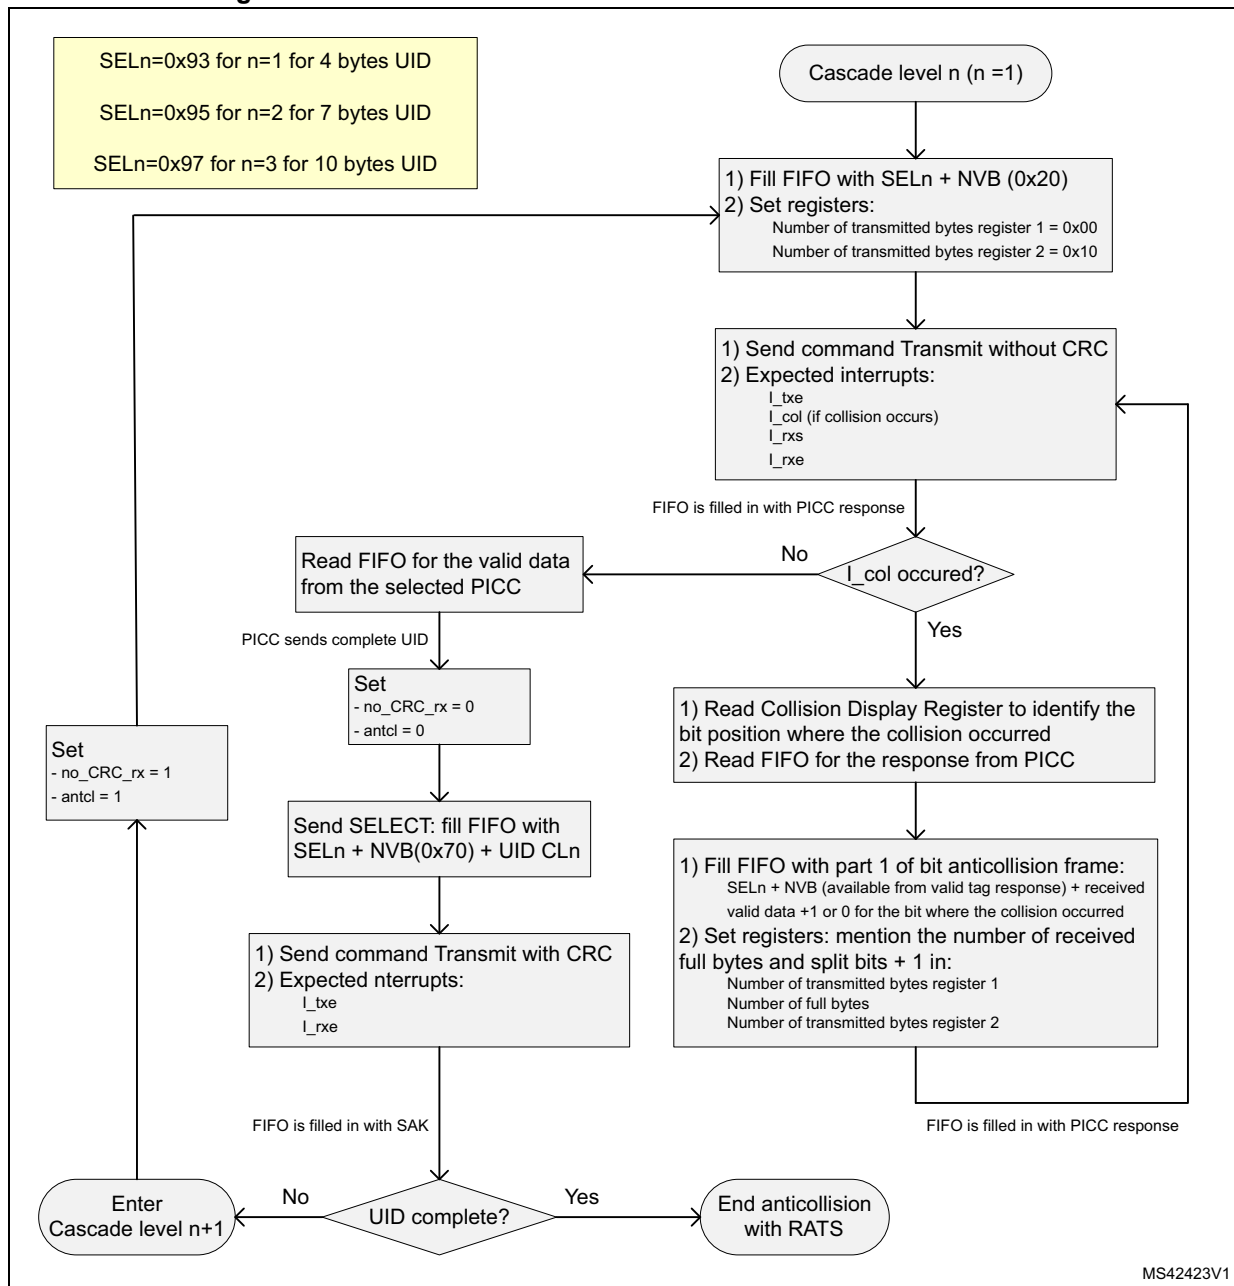 SELn=0x93 for n=1 for 4 bytes UID
SELn=0x95 for n=2 for 7 bytes UID
SELn=0x97 for n=3 for 10 bytes UID
Cascade level n (n =1)
1) Fill FIFO with SELn + NVB (0x20)
2) Set registers:
Number of transmitted bytes register 1 = 0x00
Number of transmitted bytes register 2 = 0x10
1) Send command Transmit without CRC
2) Expected interrupts:
I_txe
I_col (if collision occurs)
I_rxs
I_rxe
FIFO is filled in with PICC response
I_col occured?
No
Yes
Read FIFO for the valid data
from the selected PICC
PICC sends complete UID
Set
- no_CRC_rx = 0
- antcl = 0
Send SELECT: fill FIFO with
SELn + NVB(0x70) + UID CLn
1) Send command Transmit with CRC
2) Expected nterrupts:
I_txe
I_rxe
FIFO is filled in with SAK
1) Read Collision Display Register to identify the
bit position where the collision occurred
2) Read FIFO for the response from PICC
1) Fill FIFO with part 1 of bit anticollision frame:
SELn + NVB (available from valid tag response) + received
valid data +1 or 0 for the bit where the collision occurred
2) Set registers: mention the number of received
full bytes and split bits + 1 in:
Number of transmitted bytes register 1
Number of full bytes
Number of transmitted bytes register 2
FIFO is filled in with PICC response
Set
- no_CRC_rx = 1
- antcl = 1
Enter
Cascade level n+1
No
UID complete?
Yes
End anticollision
with RATS
MS42423V1